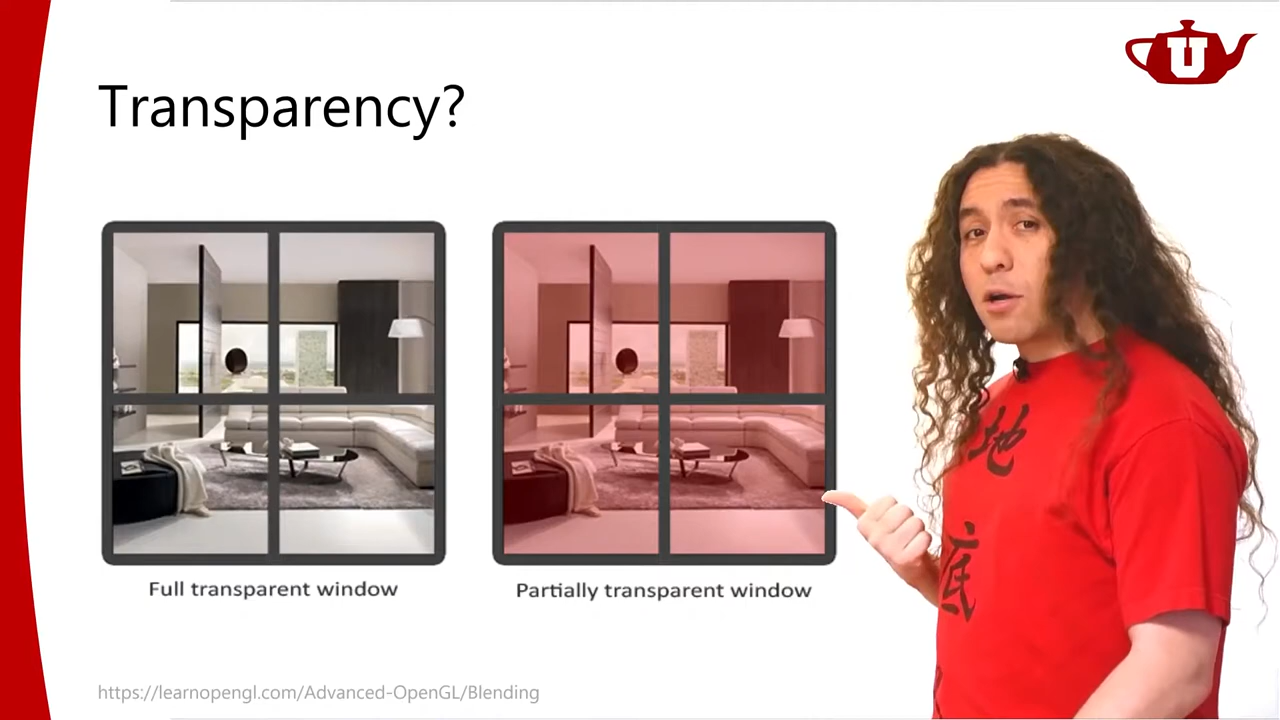 Transparency?
U
Full transparent window
Partially transparent window
地
底
https://learnopengl.com/Advanced-OpenGL/Blending